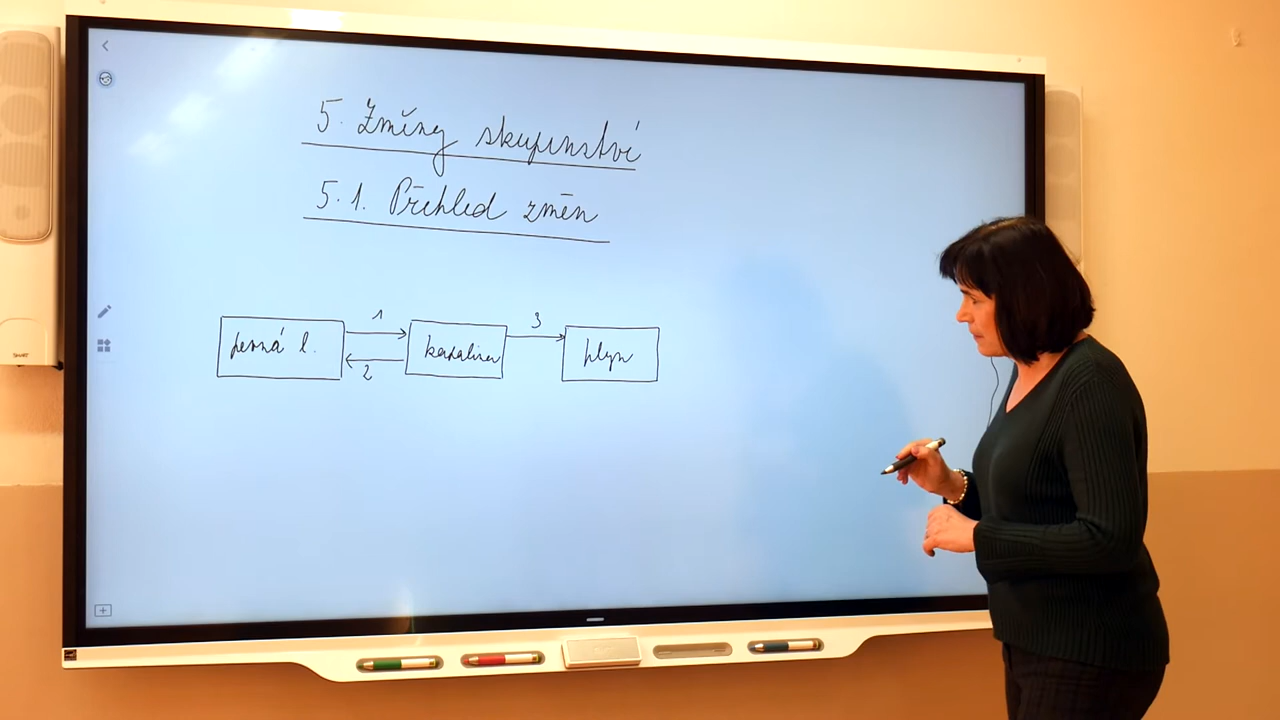 5. Změny skupenství
5.1. Přehled změn
1
3
pevná l.
kapalina
plyn
2